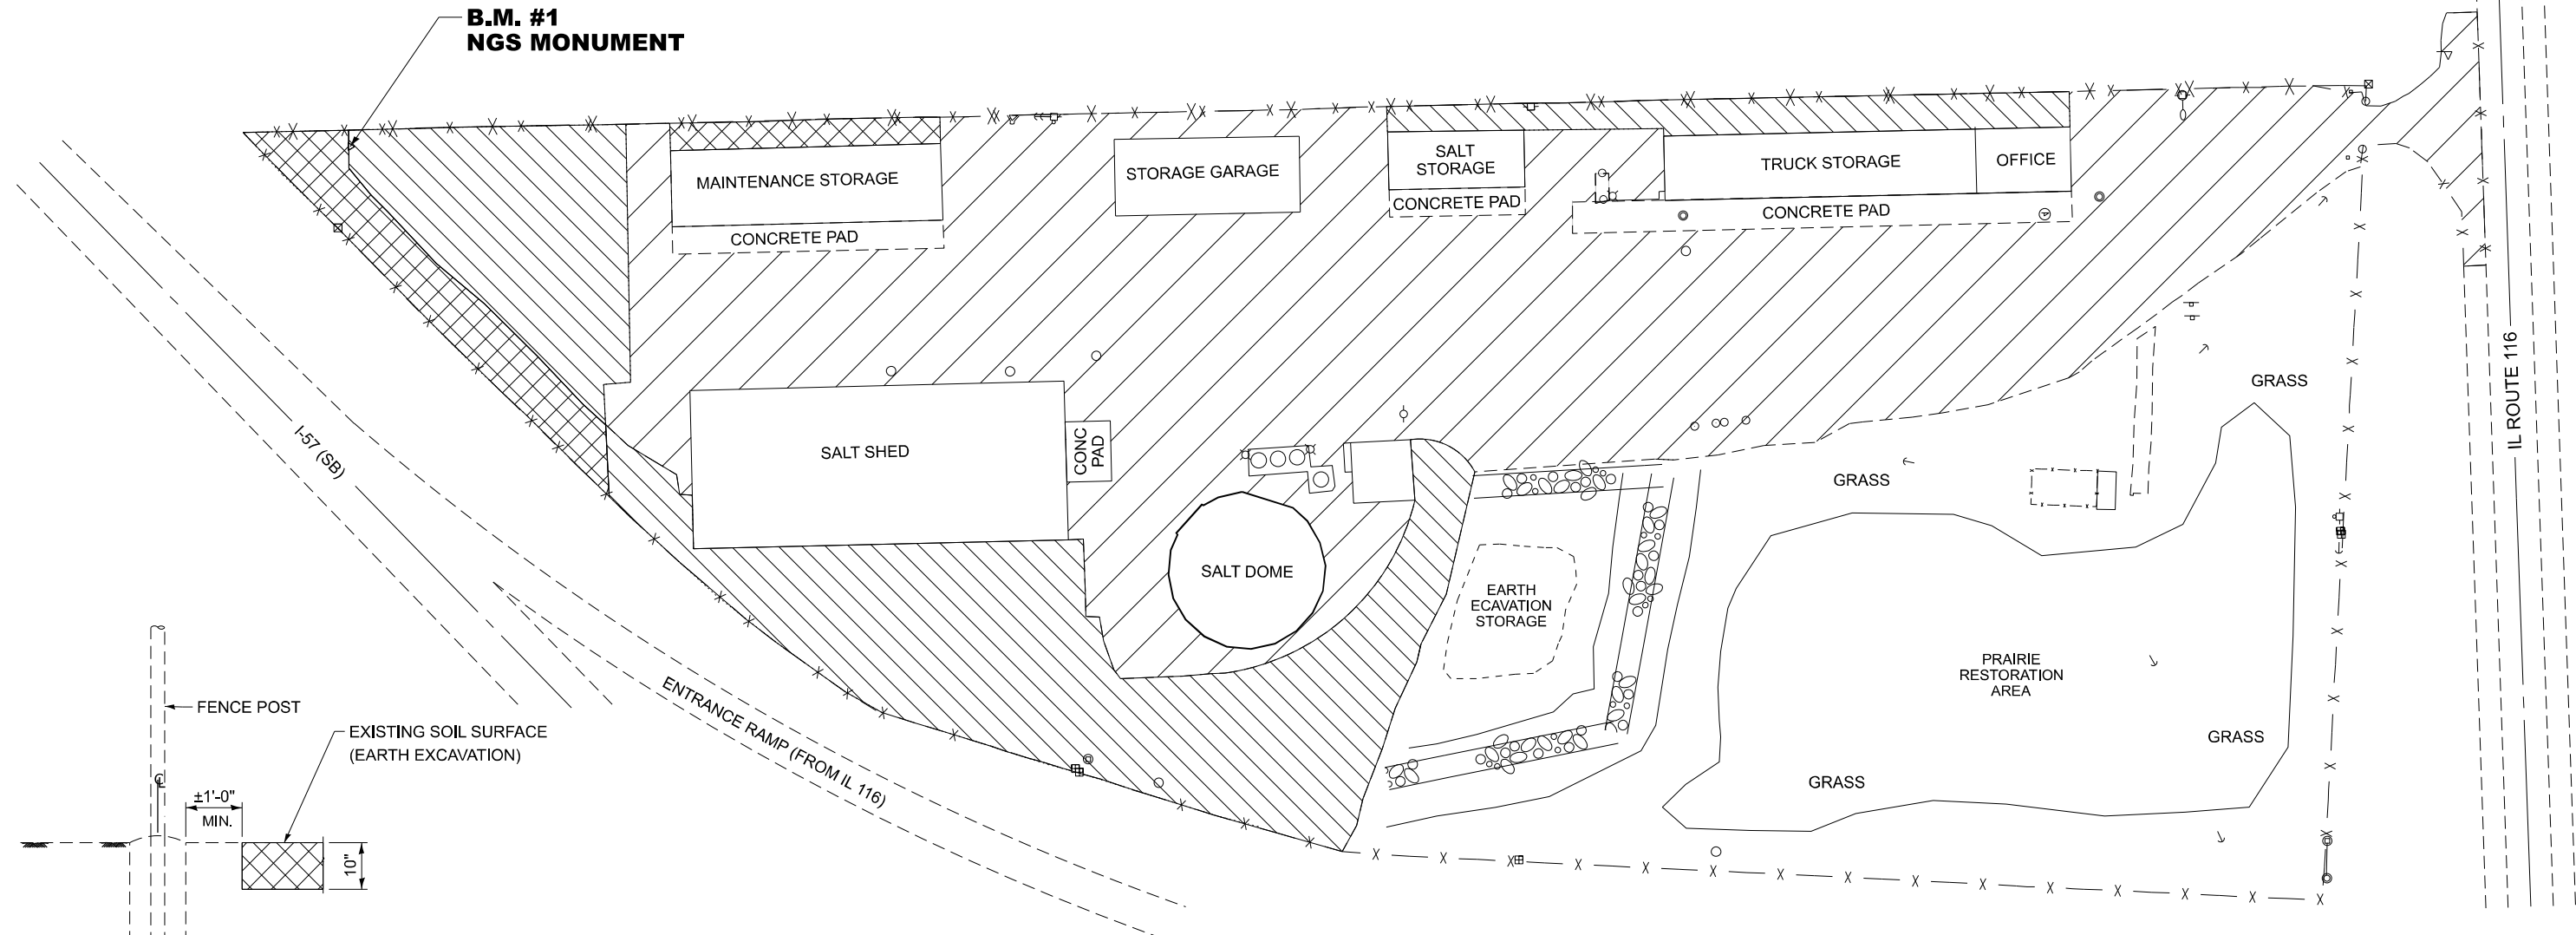 B.M. #1
NGS MONUMENT
MAINTENANCE STORAGE
CONCRETE PAD
STORAGE GARAGE
SALT
STORAGE
CONCRETE PAD
TRUCK STORAGE
OFFICE
CONCRETE PAD
IL ROUTE 116
GRASS
I-57 (SB)
SALT SHED
CONC
PAD
GRASS
SALT DOME
EARTH
ECAVATION
STORAGE
PRAIRIE
RESTORATION
AREA
GRASS
GRASS
ENTRANCE RAMP (FROM IL 116)
FENCE POST
EXISTING SOIL SURFACE
(EARTH EXCAVATION)
℄
±1'-0"
MIN.
10"